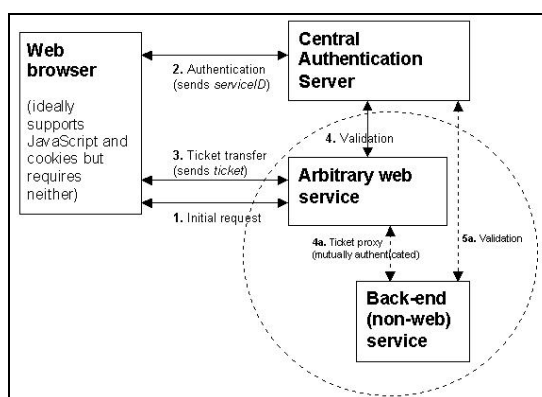 Web
browser
(ideally
supports
JavaScript and
cookies but
requires
neither)
Central
Authentication
Server
2. Authentication
(sends serviceID)
4. Validation
3. Ticket transfer
(sends ticket)
Arbitrary web
service
1. Initial request
4a. Ticket proxy
(mutually authenticated)
5a. Validation
Back-end
(non-web)
service